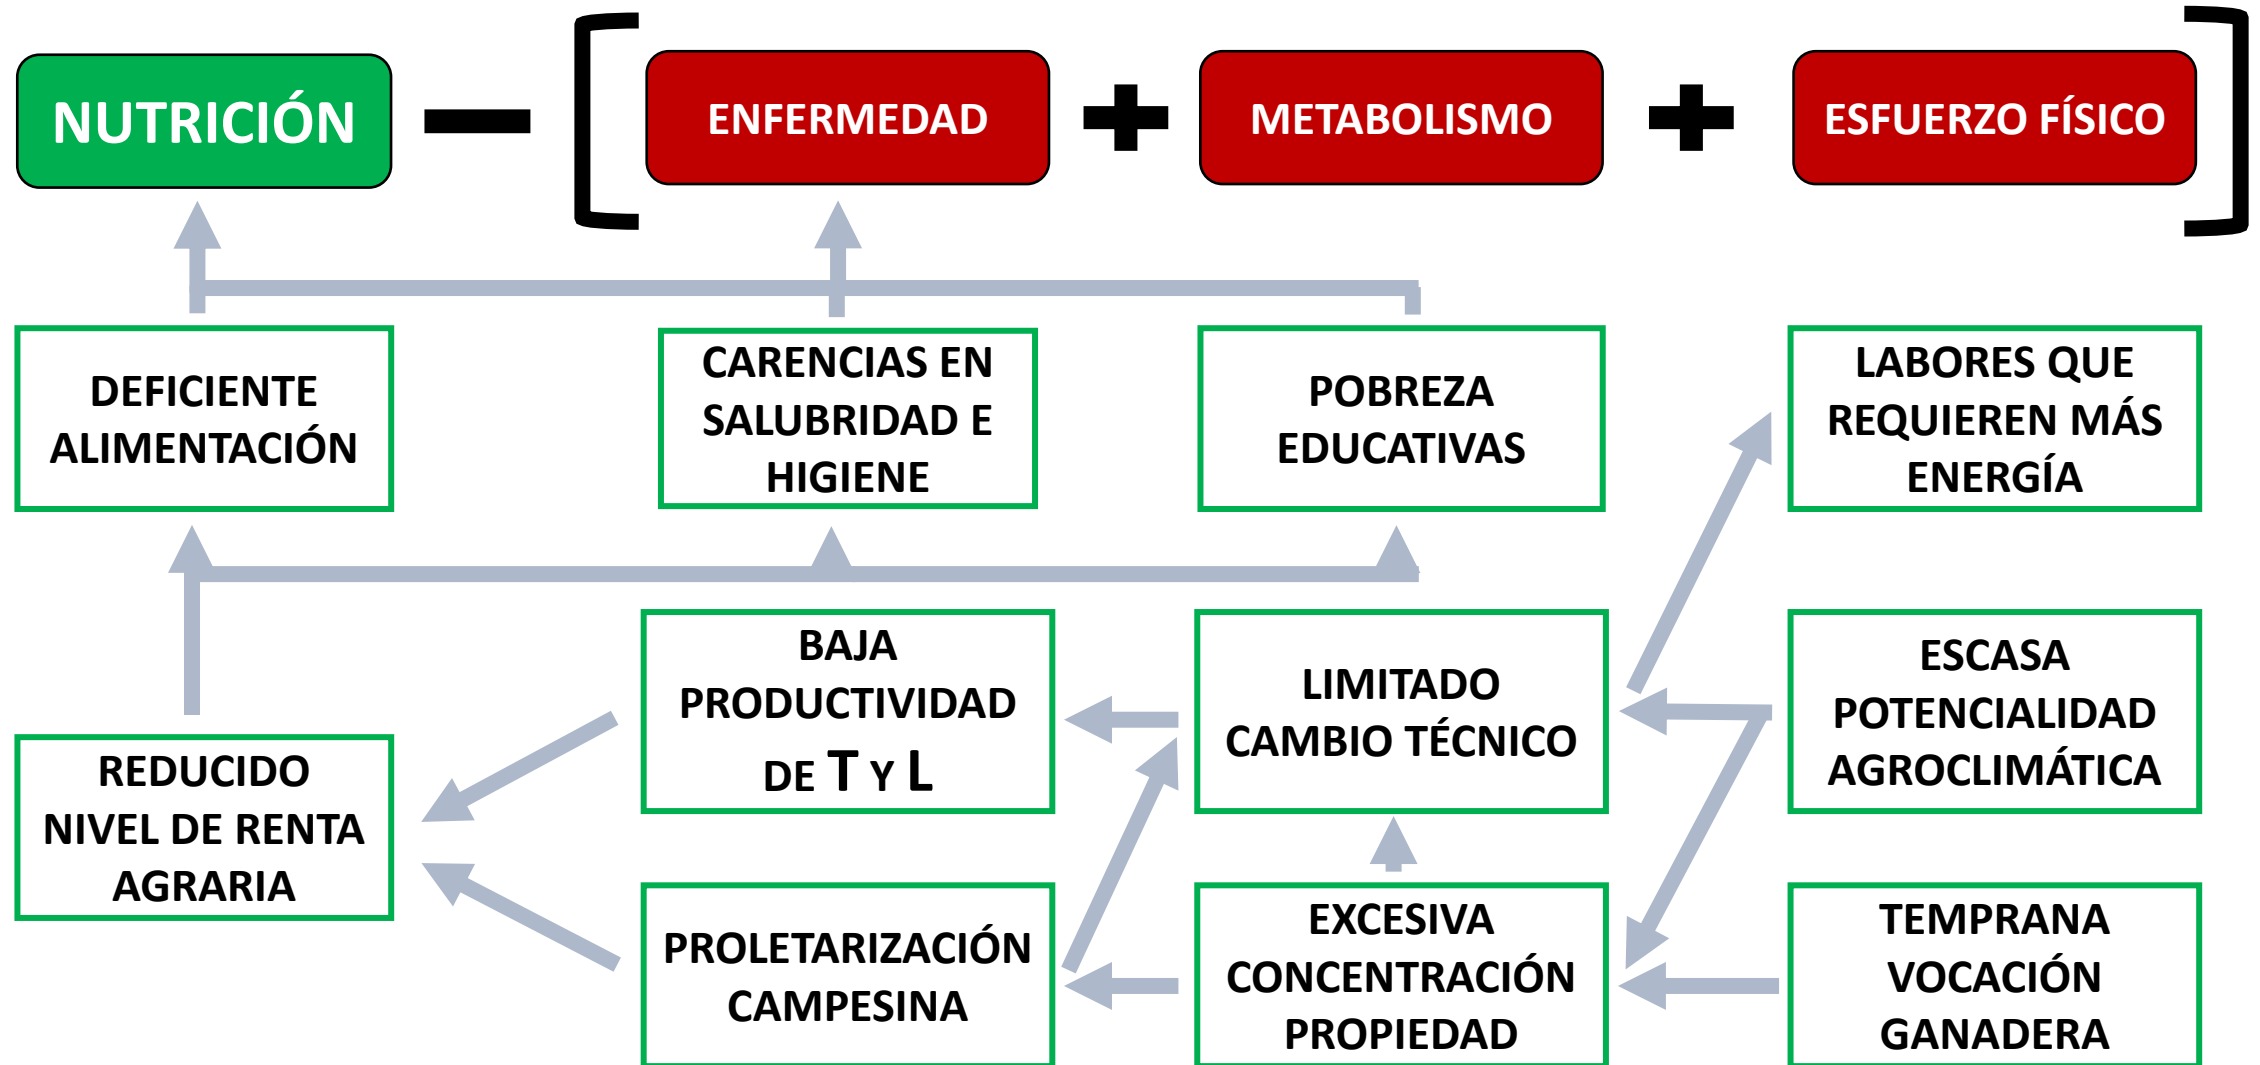 NUTRICIÓN
ENFERMEDAD
METABOLISMO
ESFUERZO FÍSICO
DEFICIENTE
ALIMENTACIÓN
CARENCIAS EN
SALUBRIDAD E
HIGIENE
POBREZA
EDUCATIVAS
LABORES QUE
REQUIEREN MÁS
ENERGÍA
REDUCIDO
NIVEL DE RENTA
AGRARIA
BAJA
PRODUCTIVIDAD
DE T Y L
LIMITADO
CAMBIO TÉCNICO
ESCASA
POTENCIALIDAD
AGROCLIMÁTICA
PROLETARIZACIÓN
CAMPESINA
EXCESIVA
CONCENTRACIÓN
PROPIEDAD
TEMPRANA
VOCACIÓN
GANADERA